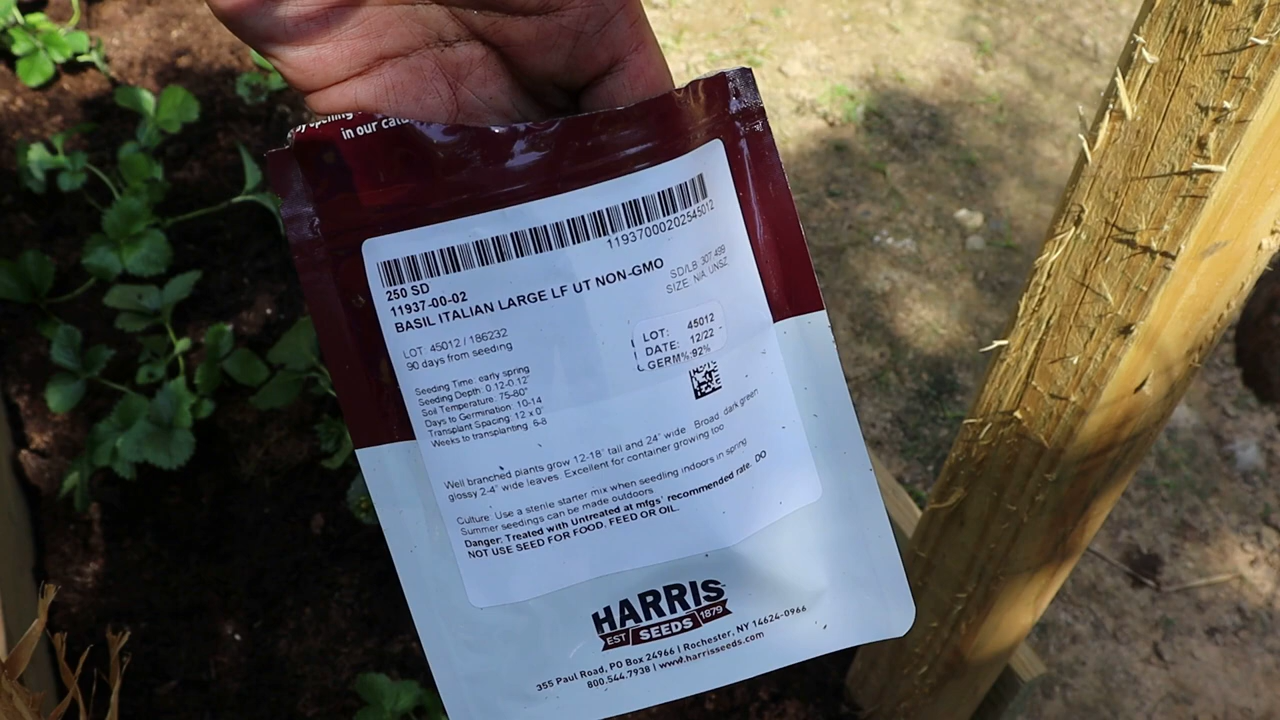 by opening
in our cata
1193700020254 5012
250 SD
11937-00-02
BASIL ITALIAN LARGE LF UT NON-GMO
SD/LB: 307,499
SIZE: N/A, UNSZ
LOT: 45012 / 186232
90 days from seeding
LOT: 45012
DATE: 12/22
GERM%:92%
Seeding Time: early spring
Seeding Depth: 0.12-0.12"
Soil Temperature: 75-80°
Days to Germination: 10-14
Transplant Spacing: 12 x 0"
Weeks to transplanting: 6-8
Well branched plants grow 12-18" tall and 24" wide. Broad dark green
glossy 2-4" wide leaves. Excellent for container growing too
Culture: Use a sterile starter mix when seedling indoors in spring.
Summer seedings can be made outdoors
Danger: Treated with Untreated at mfgs' recommended rate. DO
NOT USE SEED FOR FOOD, FEED OR OIL.
HARRIS
EST SEEDS 1879
355 Paul Road, PO Box 24966 | Rochester, NY 14624-0966
800.544.7938 | www.harrisseeds.com